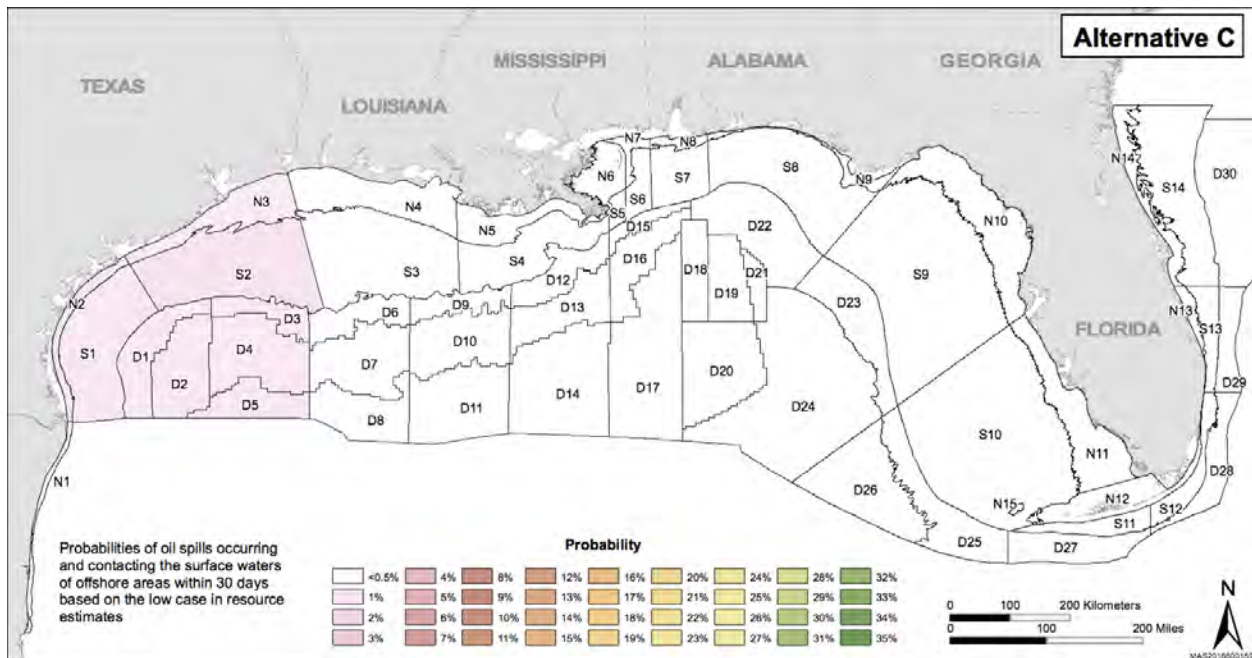 Alternative C
TEXAS
LOUISIANA
MISSISSIPPI
ALABAMA
GEORGIA
FLORIDA
N7
N8
N6
S7
S8
N9
N14
S14
D30
N3
N4
S6
S5
N10
N5
D15
D22
S2
S3
S4
D16
D18
D21
S9
D12
D19
D23
N2
D3
D6
D9
D13
N13
S13
S1
D1
D4
D10
D2
D7
D20
D29
D5
D8
D11
D14
D17
D24
S10
N11
D28
N1
D26
N15
N12
S12
S11
D25
D27
Probabilities of oil spills occurring
and contacting the surface waters
of offshore areas within 30 days
based on the low case in resource
estimates
Probability
<0.5% 4% 8% 12% 16% 20% 24% 28% 32%
1% 5% 9% 13% 17% 21% 25% 29% 33%
2% 6% 10% 14% 18% 22% 26% 30% 34%
3% 7% 11% 15% 19% 23% 27% 31% 35%
N
0 100 200 Kilometers
0 100 200 Miles